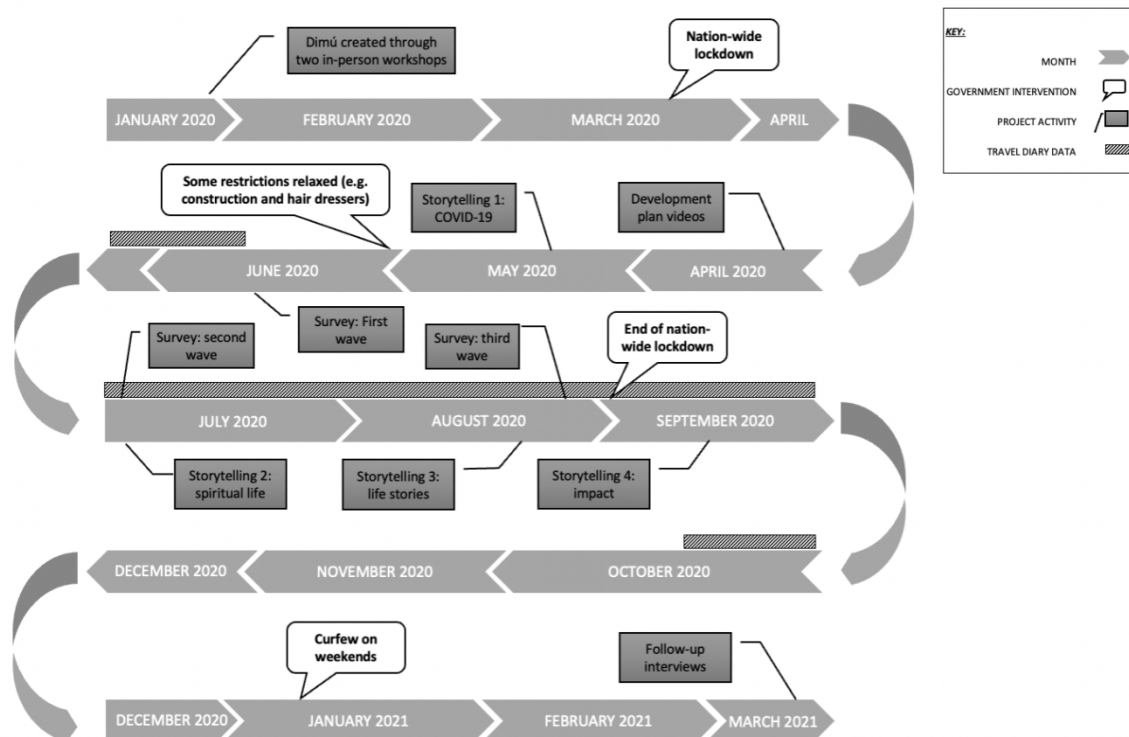 KEY:
MONTH
GOVERNMENT INTERVENTION
PROJECT ACTIVITY
TRAVEL DIARY DATA
Dimú created through
two in-person workshops
Nation-wide
lockdown
JANUARY 2020
FEBRUARY 2020
MARCH 2020
APRIL
Some restrictions relaxed (e.g.
construction and hair dressers)
Storytelling 1:
COVID-19
Development
plan videos
JUNE 2020
MAY 2020
APRIL 2020
Survey: second
wave
Survey: First
wave
Survey: third
wave
End of nation-
wide lockdown
JULY 2020
AUGUST 2020
SEPTEMBER 2020
Storytelling 2:
spiritual life
Storytelling 3:
life stories
Storytelling 4:
impact
DECEMBER 2020
NOVEMBER 2020
OCTOBER 2020
Curfew on
weekends
Follow-up
interviews
DECEMBER 2020
JANUARY 2021
FEBRUARY 2021
MARCH 2021